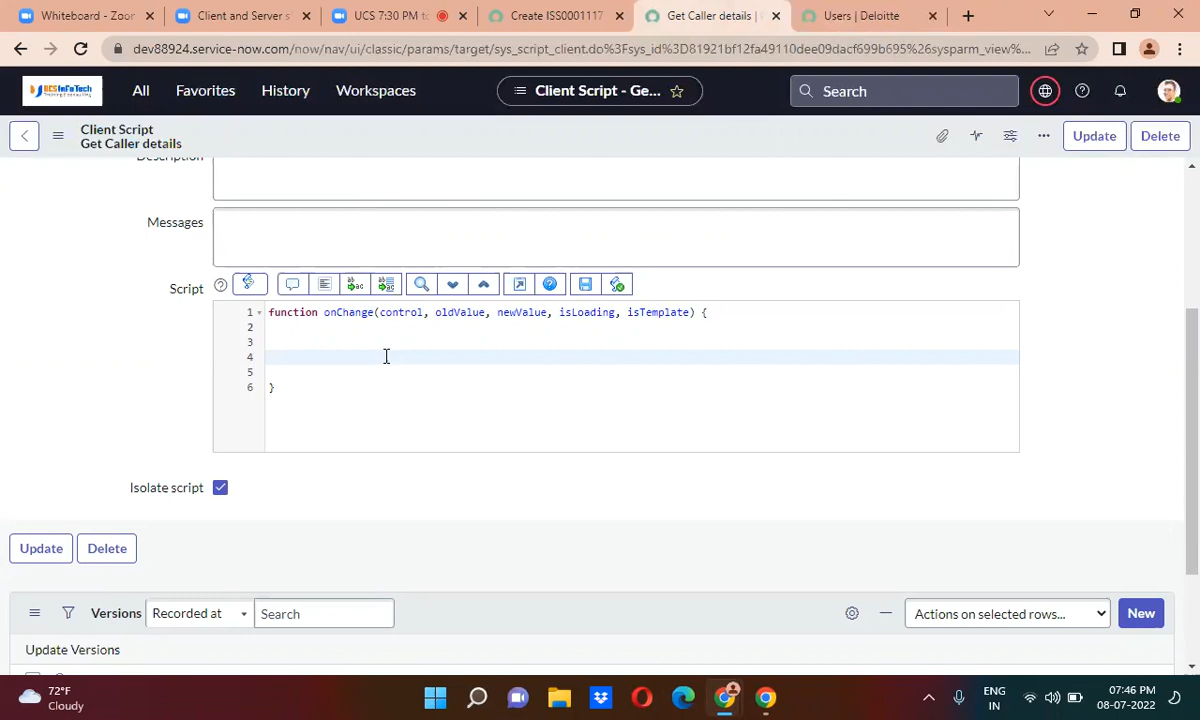 Whiteboard - Zoor
Client and Server s
UCS 7:30 PM to
Create ISS0001117
Get Caller details |
Users | Deloitte
dev88924.service-now.com/now/nav/ui/classic/params/target/sys_script_client.do%3Fsys_id%3D81921bf12fa49110dee09dacf699b695%26sysparm_view%...
UCSInfoTech
All
Favorites
History
Workspaces
Client Script - Ge...
Search
Client Script
Get Caller details
Update
Delete
Description
Messages
Script
1 function onChange(control, oldValue, newValue, isLoading, isTemplate) {
2
3
4
5
6 }
Isolate script
Update
Delete
Versions
Recorded at
Search
Actions on selected rows...
New
Update Versions
72°F
Cloudy
ENG
IN
07:46 PM
08-07-2022